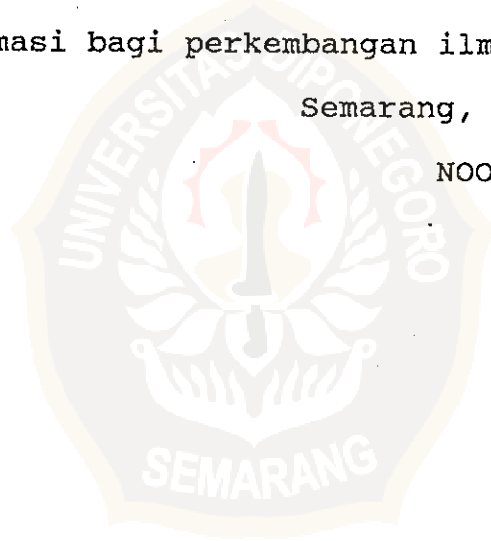 masi bagi perkembangan ilm
Semarang,
NOO
UNIVERSITAS DIPONEGORO
SEMARANG